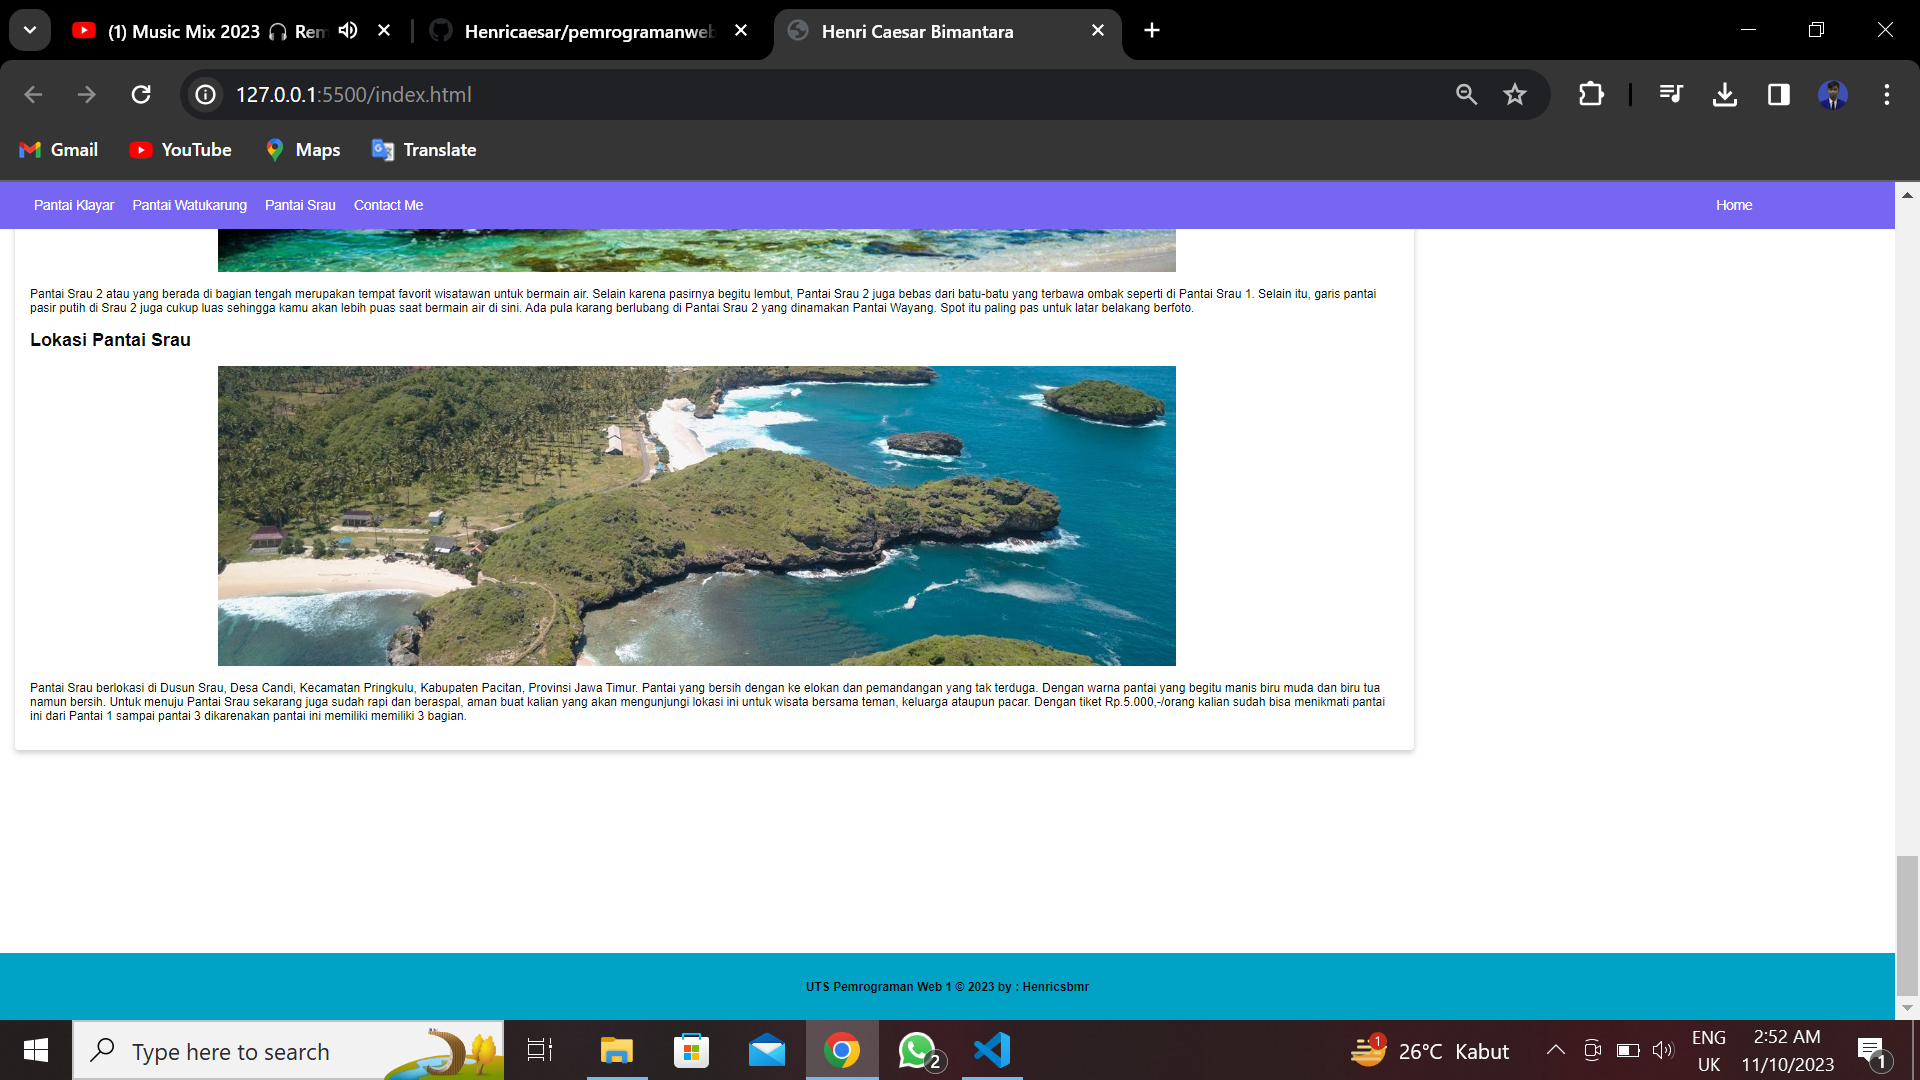 (1) Music Mix 2023 🎧 Rem
Henricaesar/pemrogramanweb
Henri Caesar Bimantara
127.0.0.1:5500/index.html
Gmail
YouTube
Maps
Translate
Pantai Klayar Pantai Watukarung Pantai Srau Contact Me Home
Pantai Srau 2 atau yang berada di bagian tengah merupakan tempat favorit wisatawan untuk bermain air. Selain karena pasirnya begitu lembut, Pantai Srau 2 juga bebas dari batu-batu yang terbawa ombak seperti di Pantai Srau 1. Selain itu, garis pantai
pasir putih di Srau 2 juga cukup luas sehingga kamu akan lebih puas saat bermain air di sini. Ada pula karang berlubang di Pantai Srau 2 yang dinamakan Pantai Wayang. Spot itu paling pas untuk latar belakang berfoto.
Lokasi Pantai Srau
Pantai Srau berlokasi di Dusun Srau, Desa Candi, Kecamatan Pringkulu, Kabupaten Pacitan, Provinsi Jawa Timur. Pantai yang bersih dengan ke elokan dan pemandangan yang tak terduga. Dengan warna pantai yang begitu manis biru muda dan biru tua
namun bersih. Untuk menuju Pantai Srau sekarang juga sudah rapi dan beraspal, aman buat kalian yang akan mengunjungi lokasi ini untuk wisata bersama teman, keluarga ataupun pacar. Dengan tiket Rp.5.000,-/orang kalian sudah bisa menikmati pantai
ini dari Pantai 1 sampai pantai 3 dikarenakan pantai ini memiliki memiliki 3 bagian.
UTS Pemrograman Web 1 © 2023 by : Henricsbmr
Type here to search
2
1
26°C Kabut
ENG
UK
2:52 AM
11/10/2023
1